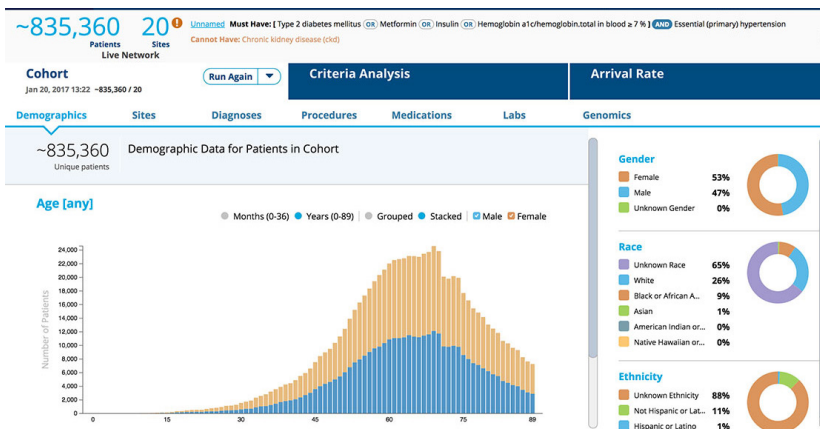 ~835,360 20
Patients Sites
Live Network
Unnamed Must Have: [ Type 2 diabetes mellitus OR Metformin OR Insulin OR Hemoglobin a1c/hemoglobin.total in blood ≥ 7 % ] AND Essential (primary) hypertension
Cannot Have: Chronic kidney disease (ckd)
Cohort
Jan 20, 2017 13:22 ~835,360 / 20
Run Again
Criteria Analysis
Arrival Rate
Demographics Sites Diagnoses Procedures Medications Labs Genomics
~835,360
Unique patients
Demographic Data for Patients in Cohort
Age [any]
Months (0-36) Years (0-89) Grouped Stacked Male Female
Number of Patients
24,000
22,000
20,000
18,000
16,000
14,000
12,000
10,000
8,000
6,000
4,000
2,000
0
0 15 30 45 60 75 89
Gender
Female 53%
Male 47%
Unknown Gender 0%
Race
Unknown Race 65%
White 26%
Black or African A... 9%
Asian 1%
American Indian or... 0%
Native Hawaiian or... 0%
Ethnicity
Unknown Ethnicity 88%
Not Hispanic or Lat... 11%
Hispanic or Latino 1%